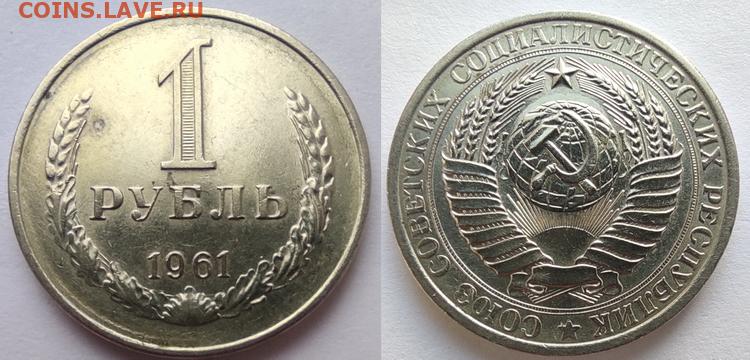 COINS.LAVE.RU
1
РУБЛЬ
1961
СОЮЗ СОВЕТСКИХ СОЦИАЛИСТИЧЕСКИХ РЕСПУБЛИК